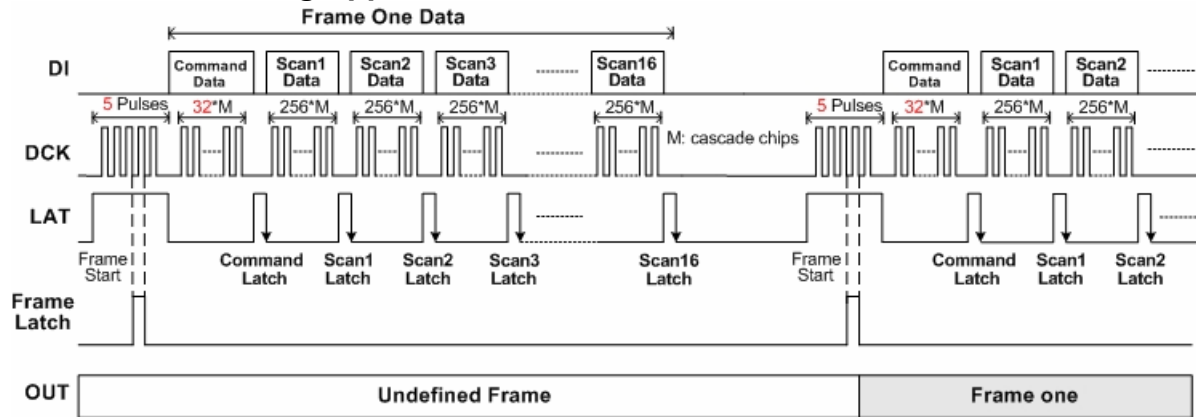 Frame One Data
DI
Command Data
Scan1 Data
Scan2 Data
Scan3 Data
Scan16 Data
Command Data
Scan1 Data
Scan2 Data
5 Pulses
32*M
256*M
256*M
256*M
256*M
M: cascade chips
5 Pulses
32*M
256*M
256*M
DCK
LAT
Frame Start
Command Latch
Scan1 Latch
Scan2 Latch
Scan3 Latch
Scan16 Latch
Frame Start
Command Latch
Scan1 Latch
Scan2 Latch
Frame Latch
OUT
Undefined Frame
Frame one